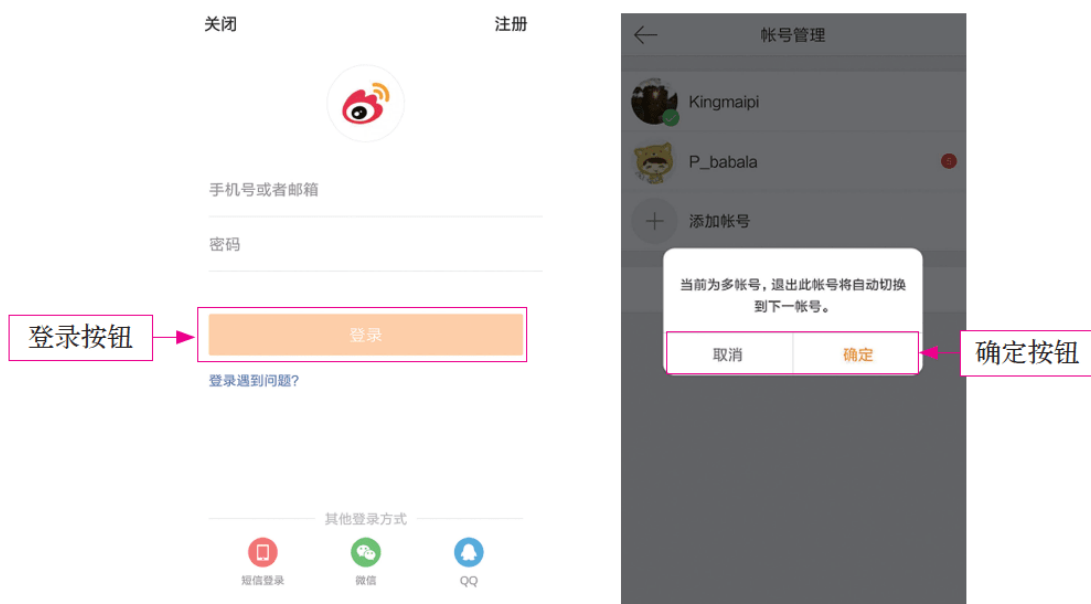 关闭
注册
手机号或者邮箱
密码
登录按钮
登录
登录遇到问题?
其他登录方式
短信登录
微信
QQ
帐号管理
Kingmaipi
P_babala
5
添加帐号
当前为多帐号,退出此帐号将自动切换
到下一帐号。
取消
确定
确定按钮